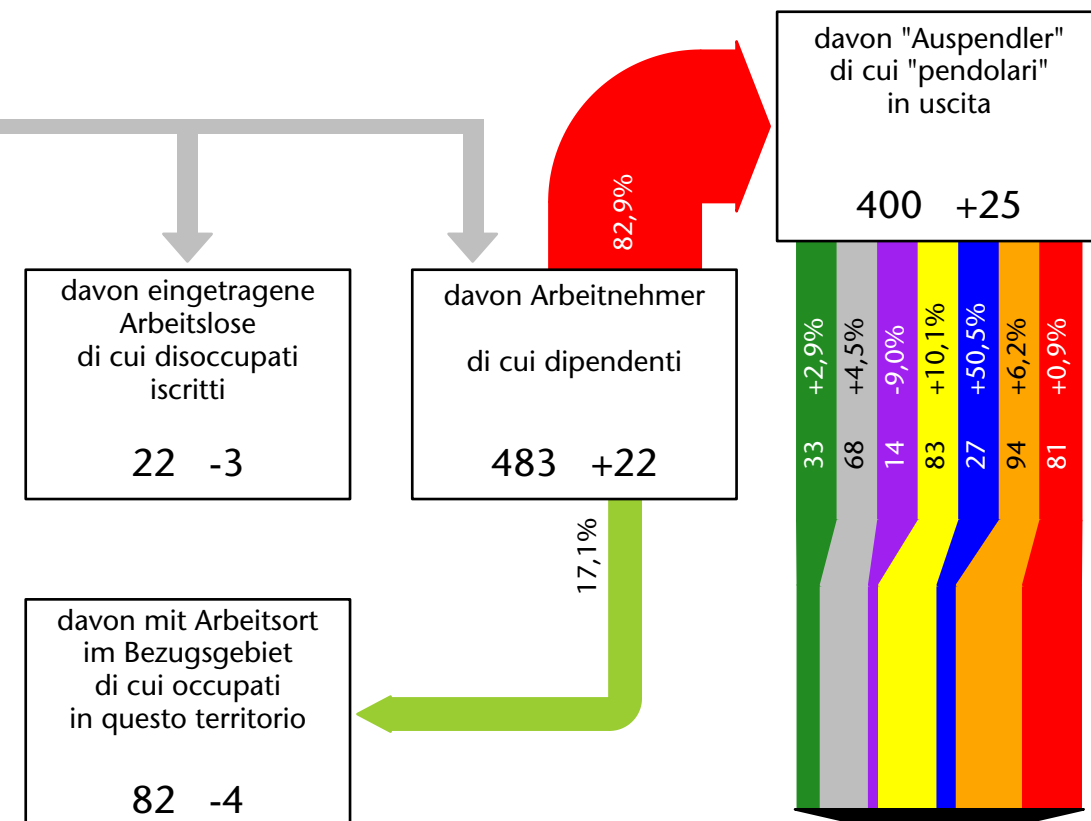 davon "Auspendler"
di cui "pendolari"
in uscita
400 +25
82,9%
davon eingetragene
Arbeitslose
di cui disoccupati
iscritti
22 -3
davon Arbeitnehmer
di cui dipendenti
483 +22
33 +2,9%
68 +4,5%
14 -9,0%
83 +10,1%
27 +50,5%
94 +6,2%
81 +0,9%
17,1%
davon mit Arbeitsort
im Bezugsgebiet
di cui occupati
in questo territorio
82 -4